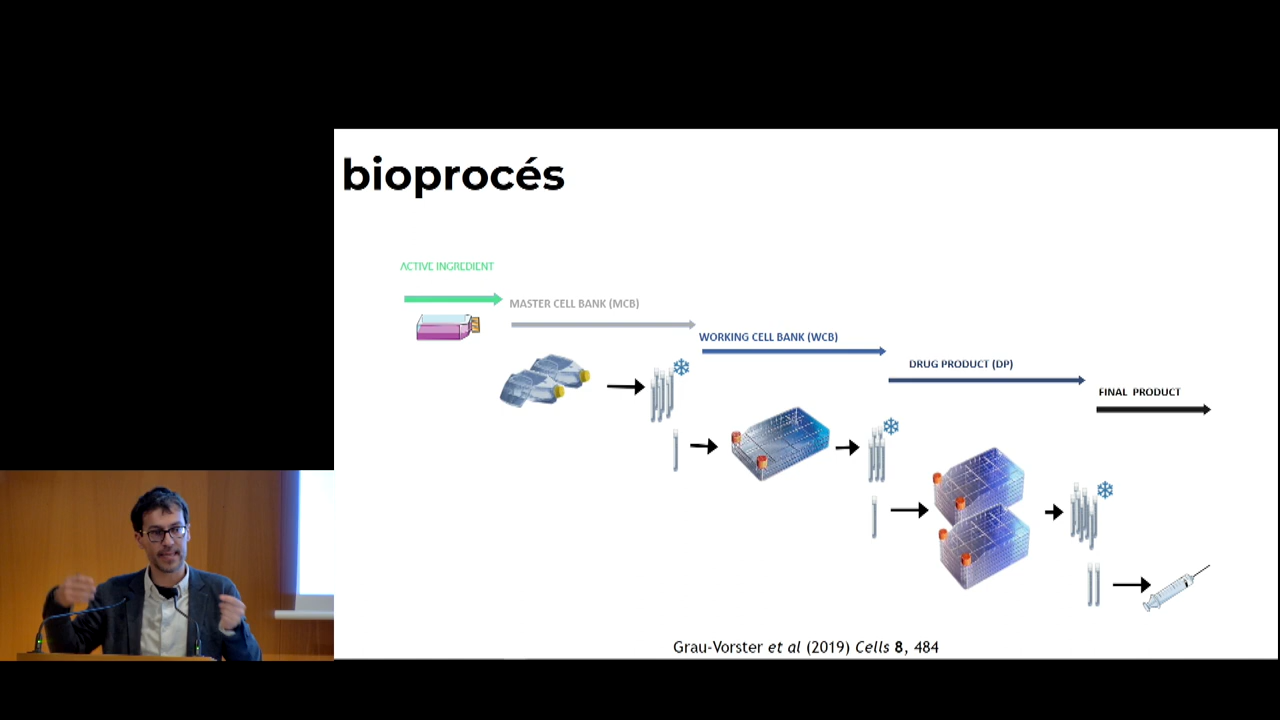 bioprocés
ACTIVE INGREDIENT
MASTER CELL BANK (MCB)
WORKING CELL BANK (WCB)
DRUG PRODUCT (DP)
FINAL PRODUCT
Grau-Vorster et al (2019) Cells 8, 484